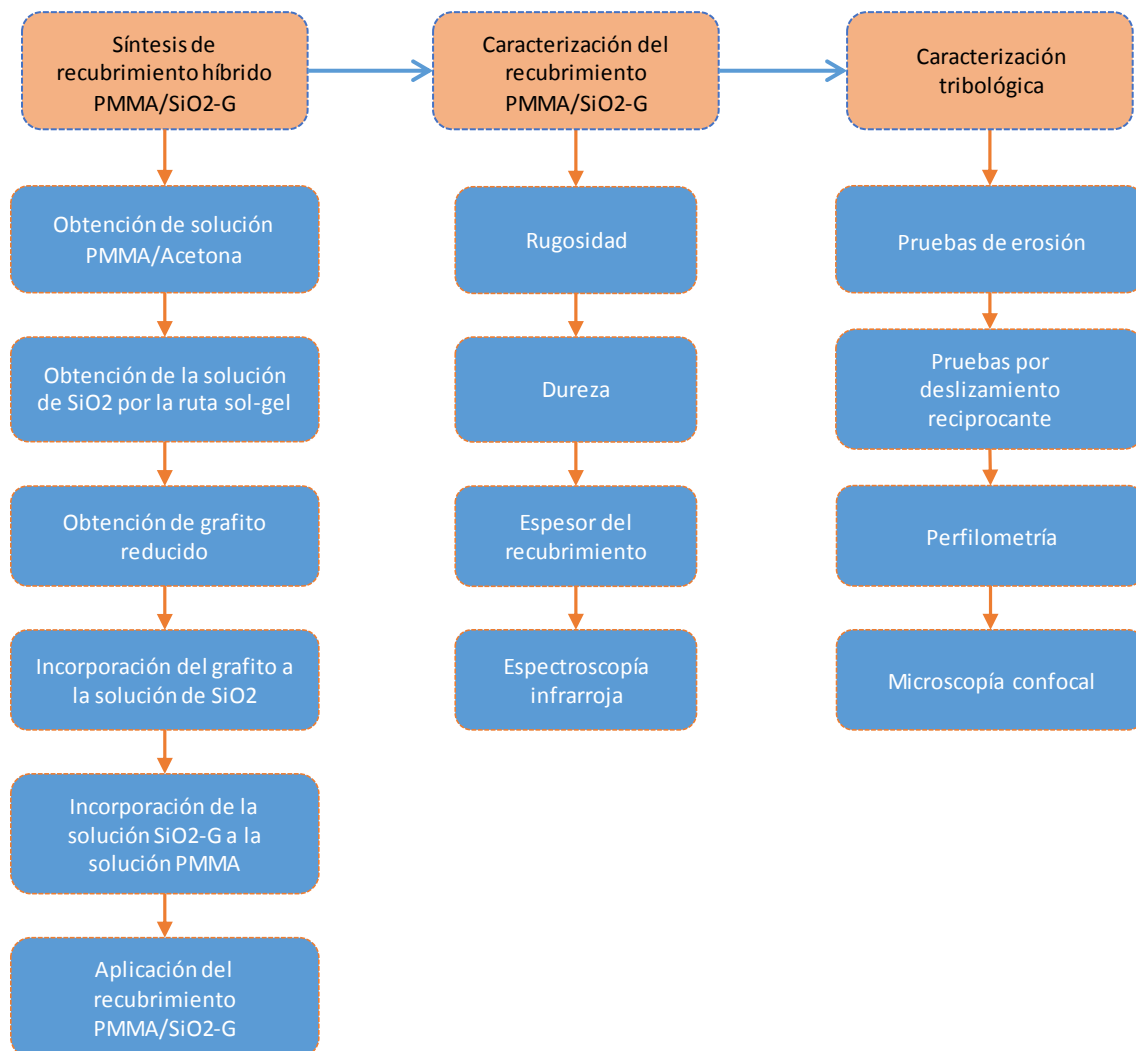 Síntesis de
recubrimiento híbrido
PMMA/SiO2-G
Obtención de solución
PMMA/Acetona
Obtención de la solución
de SiO2 por la ruta sol-gel
Obtención de grafito
reducido
Incorporación del grafito a
la solución de SiO2
Incorporación de la
solución SiO2-G a la
solución PMMA
Aplicación del
recubrimiento
PMMA/SiO2-G
Caracterización del
recubrimiento
PMMA/SiO2-G
Rugosidad
Dureza
Espesor del
recubrimiento
Espectroscopía
infrarroja
Caracterización
tribológica
Pruebas de erosión
Pruebas por
deslizamiento
reciprocante
Perfilometría
Microscopía confocal